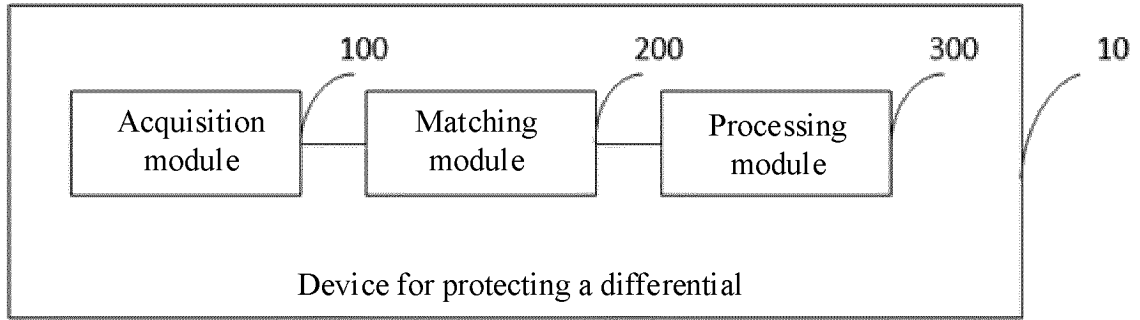 100
200
300
10
Acquisition
module
Matching
module
Processing
module
Device for protecting a differential